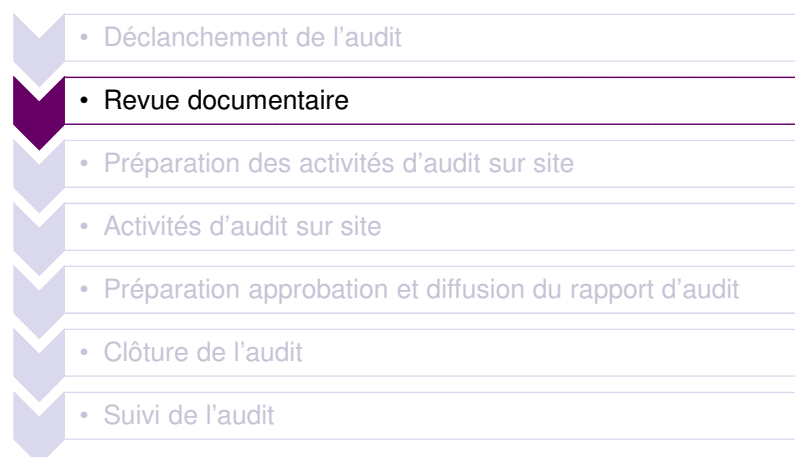 • Déclanchement de l'audit
• Revue documentaire
• Préparation des activités d'audit sur site
• Activités d'audit sur site
• Préparation approbation et diffusion du rapport d'audit
• Clôture de l'audit
• Suivi de l'audit